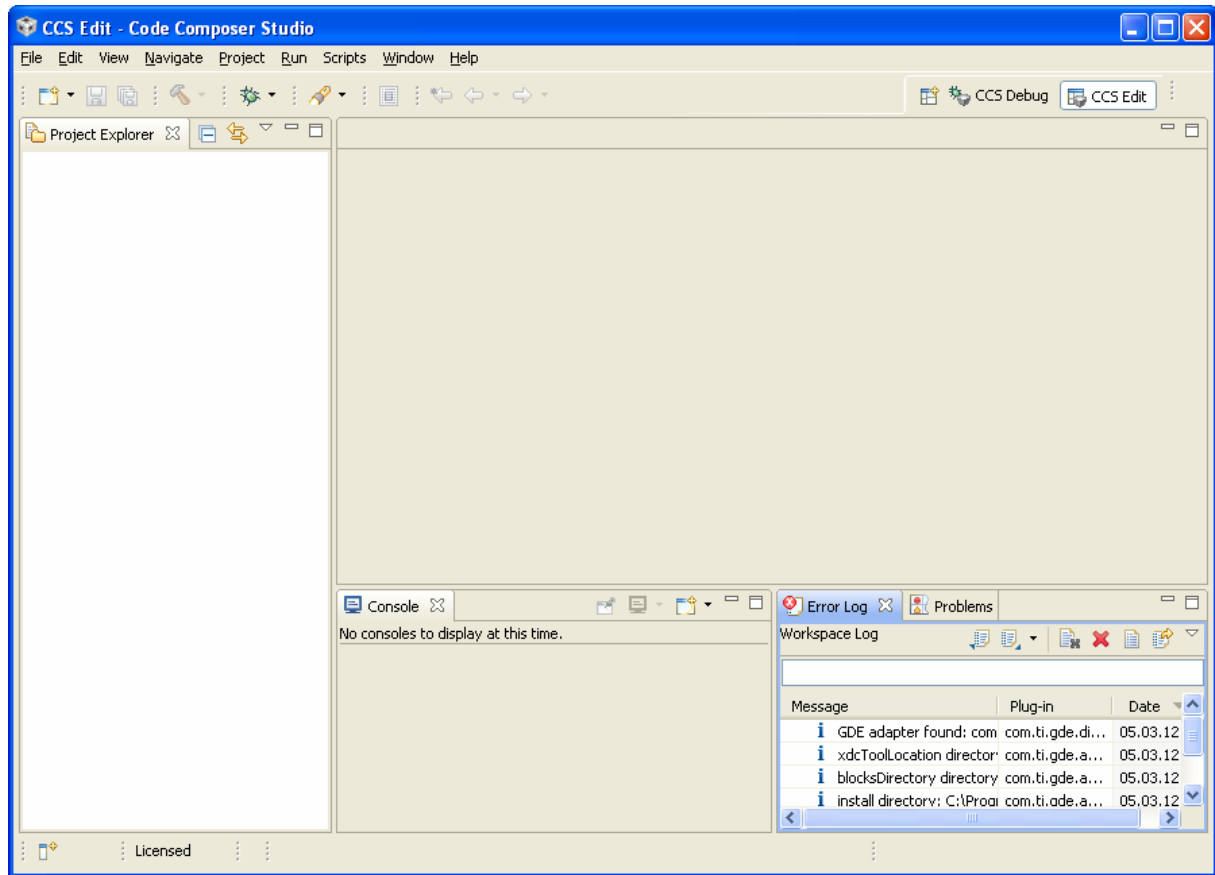 CCS Edit - Code Composer Studio
File Edit View Navigate Project Run Scripts Window Help
CCS Debug CCS Edit
Project Explorer
Console
No consoles to display at this time.
Error Log Problems
Workspace Log
Message Plug-in Date
i GDE adapter found: com com.ti.gde.di... 05.03.12
i xdcToolLocation director com.ti.gde.a... 05.03.12
i blocksDirectory directory com.ti.gde.a... 05.03.12
i install directory: C:\Progr com.ti.gde.a... 05.03.12
Licensed